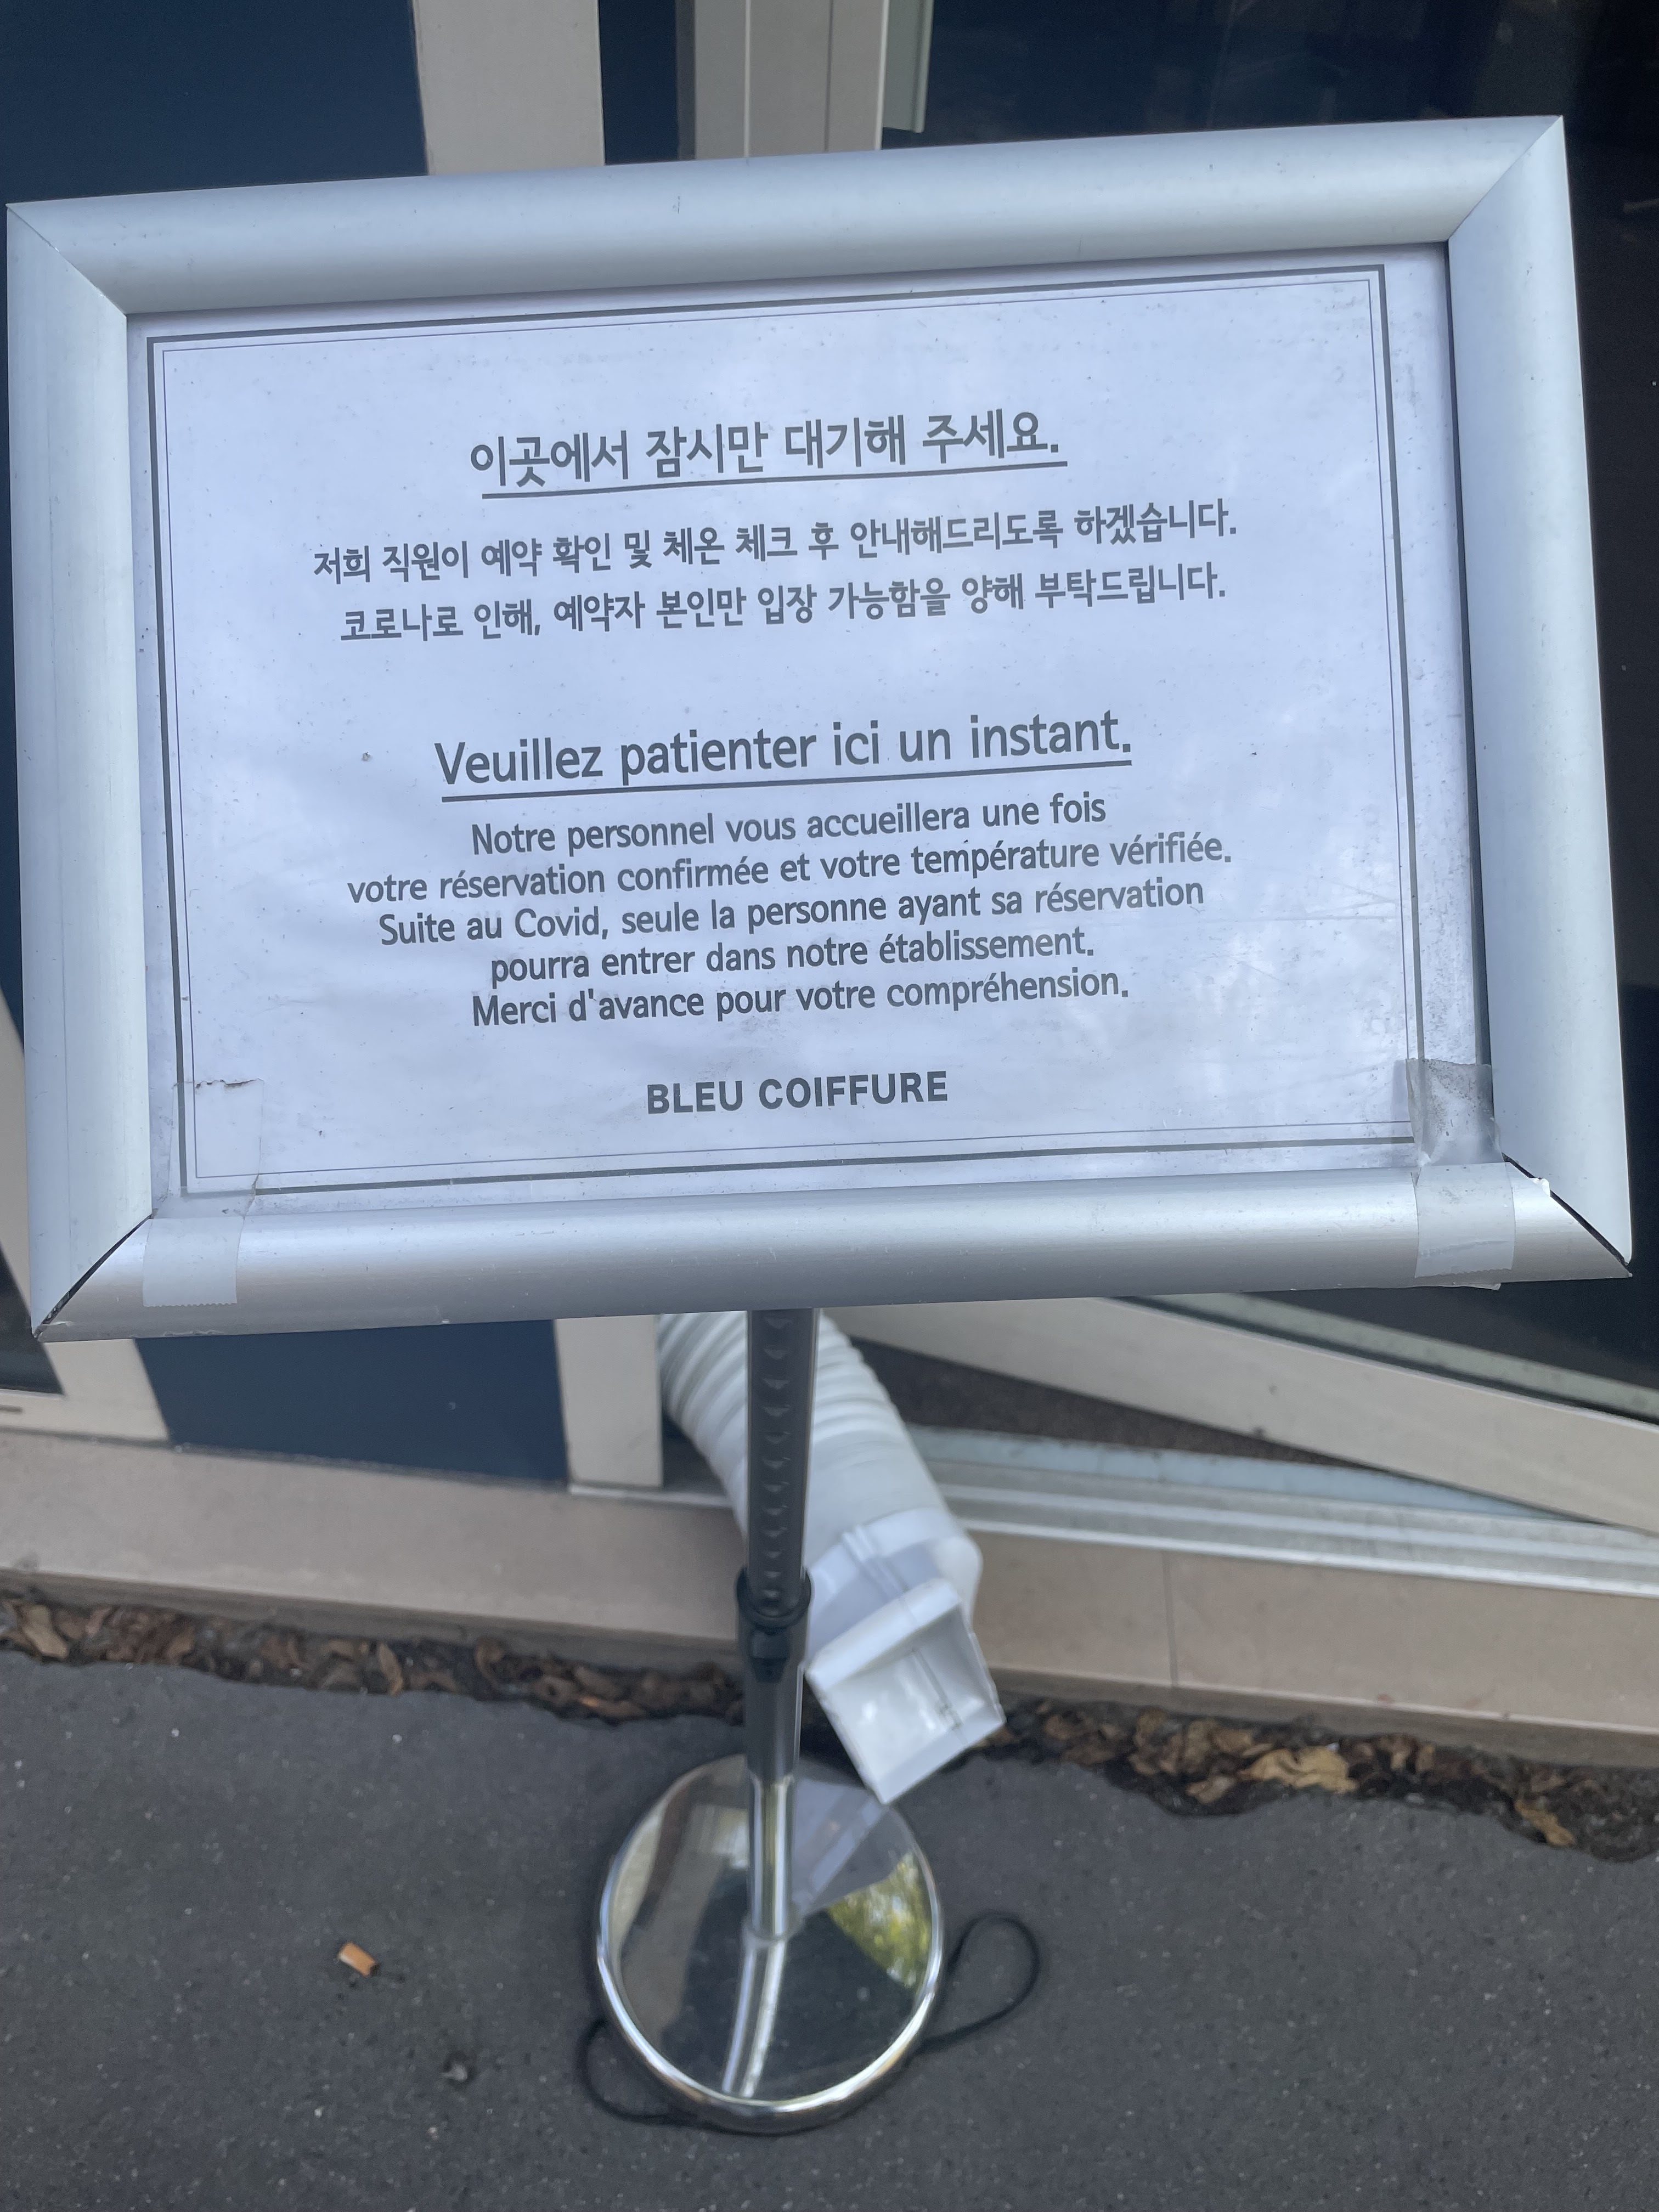 이곳에서 잠시만 대기해 주세요.
저희 직원이 예약 확인 및 체온 체크 후 안내해드리도록 하겠습니다.
코로나로 인해, 예약자 본인만 입장 가능함을 양해 부탁드립니다.
Veuillez patienter ici un instant.
Notre personnel vous accueillera une fois
votre réservation confirmée et votre température vérifiée.
Suite au Covid, seule la personne ayant sa réservation
pourra entrer dans notre établissement.
Merci d'avance pour votre compréhension.
BLEU COIFFURE